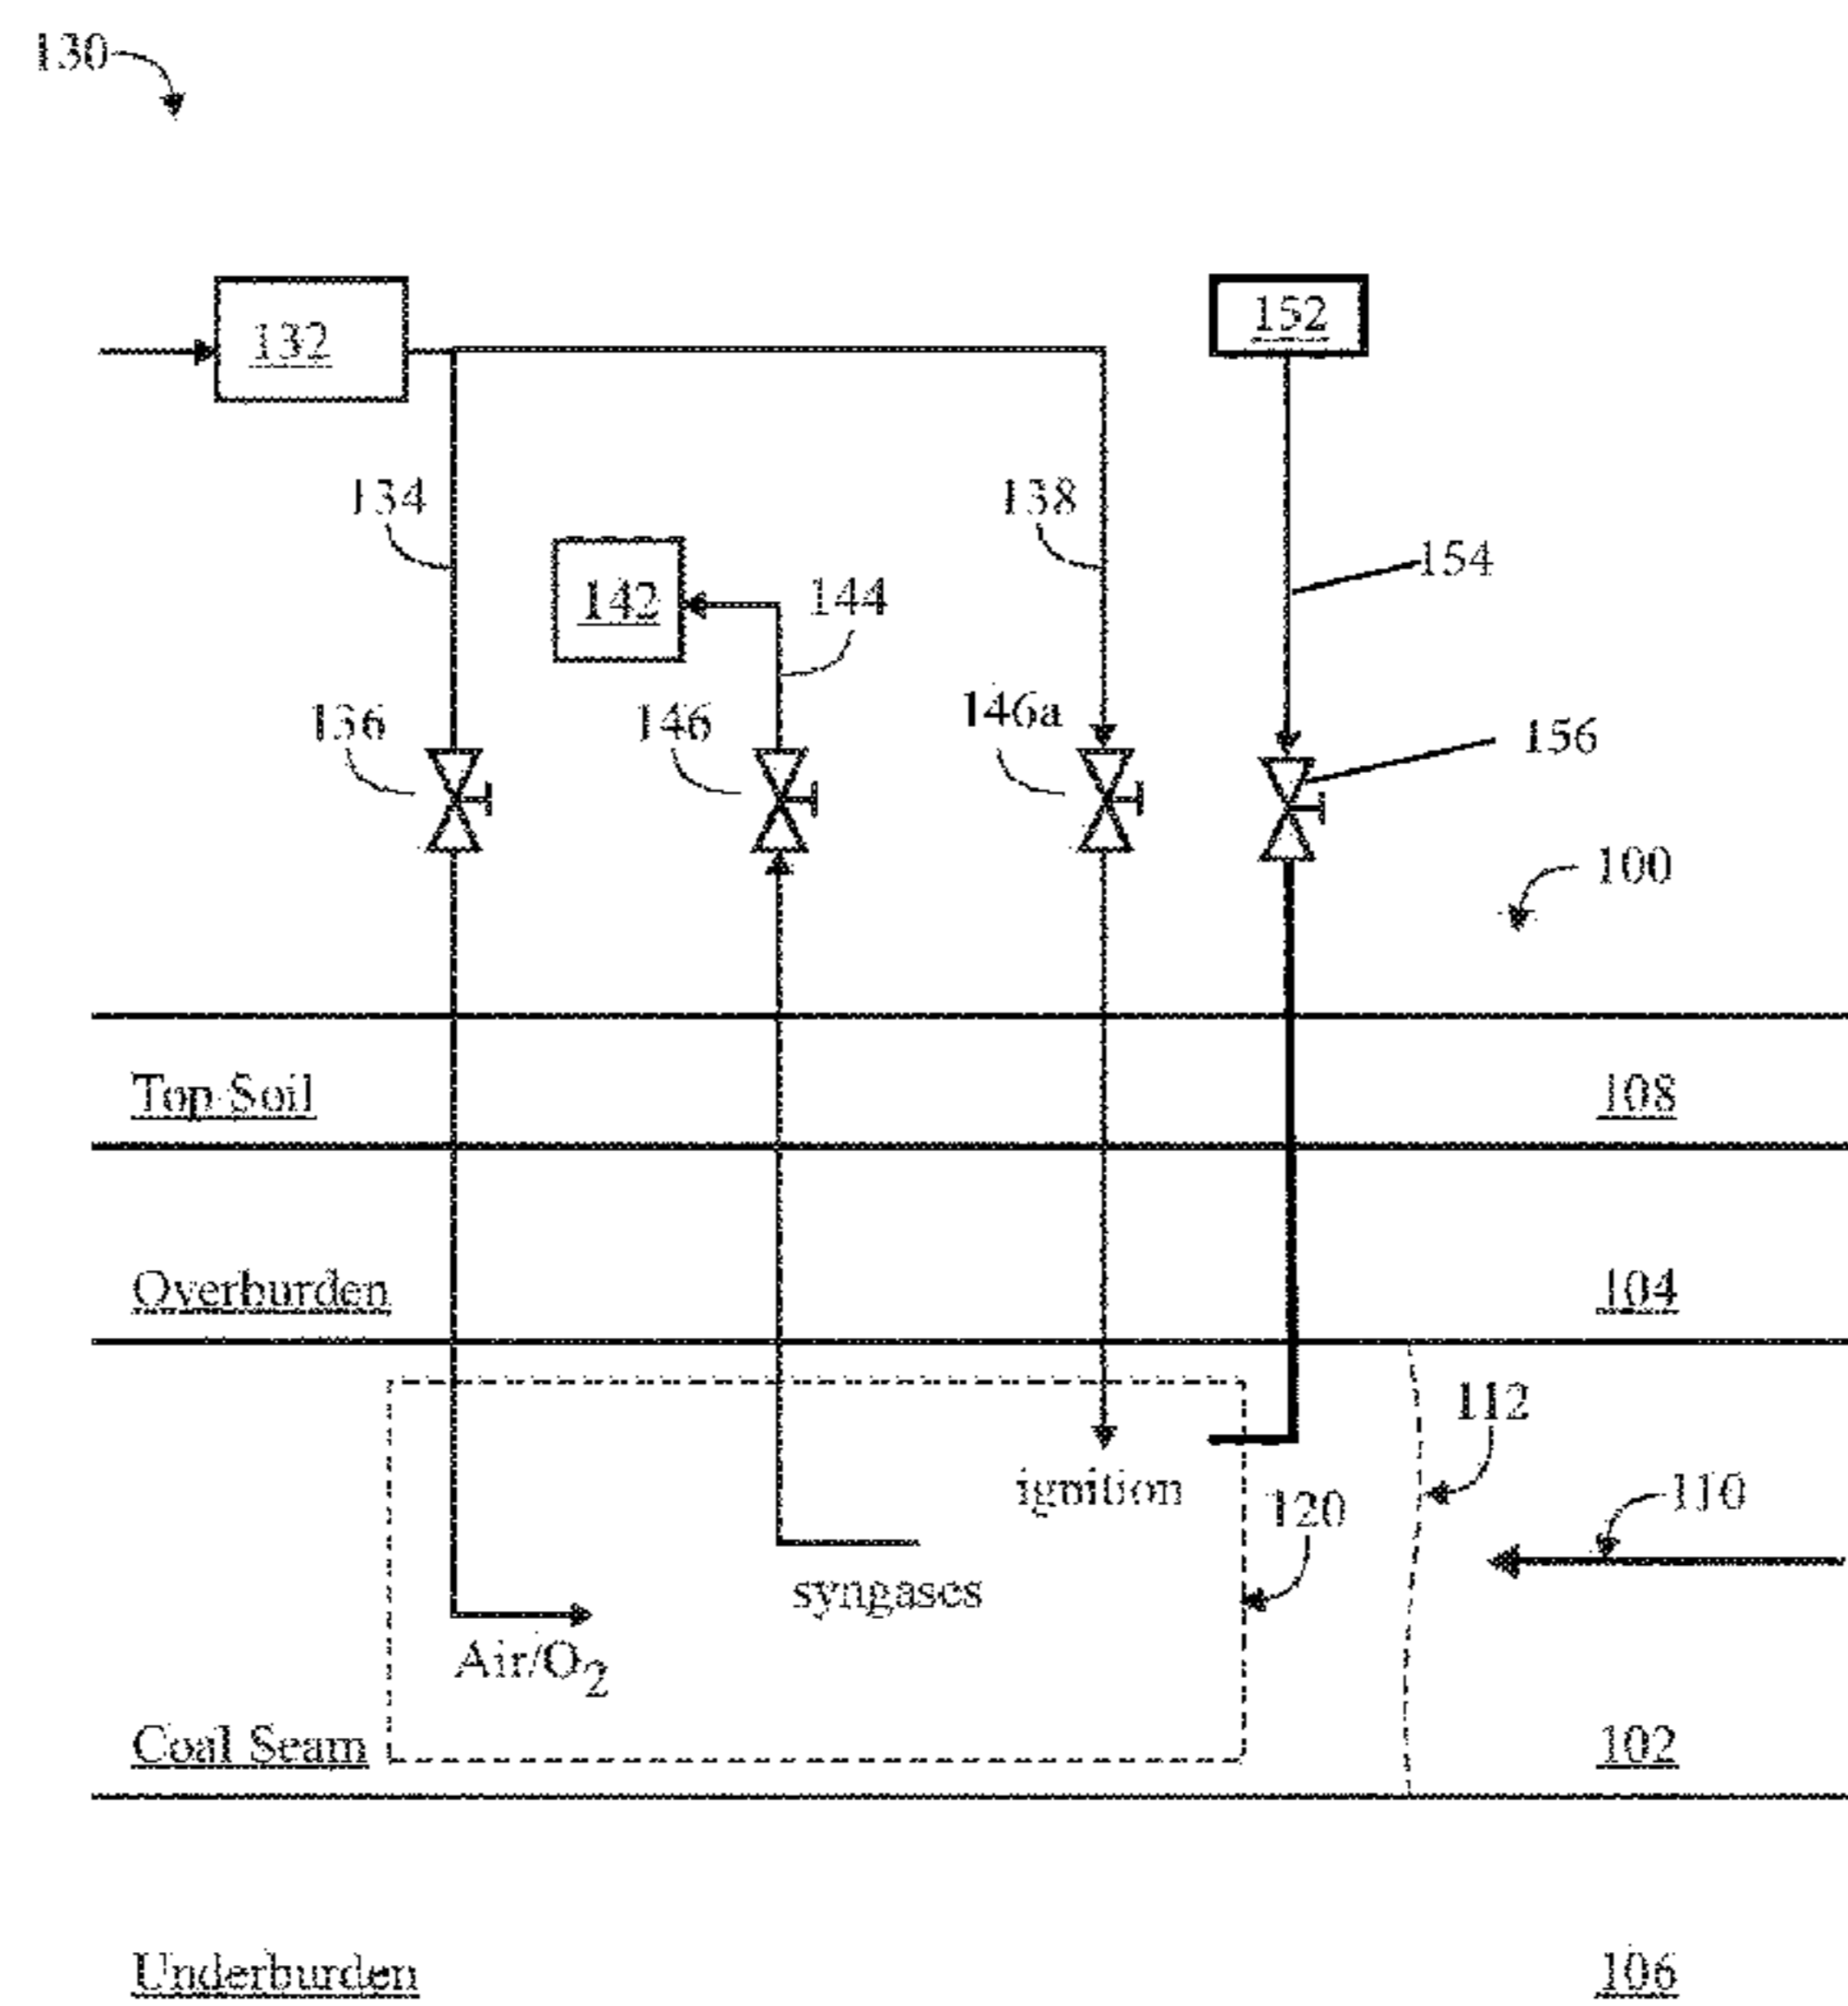 130
132
152
134
138
154
142
144
136
146
146a
156
100
Top Soil
108
Overburden
104
112
ignition
120
110
syngases
Air/O2
Coal Seam
102
Underburden
106